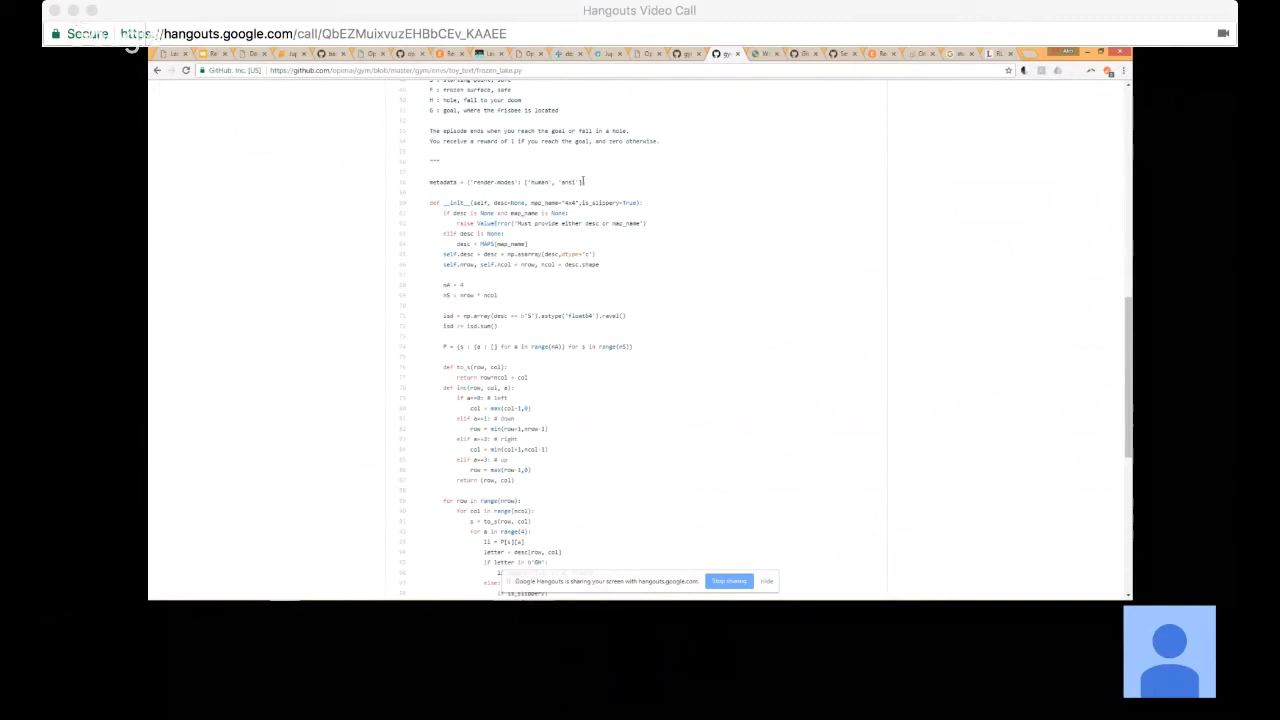 Hangouts Video Call
Secure
https://hangouts.google.com/call/QbEZMuixvuzEHBbCEv_KAAEE
GitHub, Inc. [US]
https://github.com/openai/gym/blob/master/gym/envs/toy_text/frozen_lake.py
F : frozen surface, safe
H : hole, fall to your doom
G : goal, where the frisbee is located
The episode ends when you reach the goal or fall in a hole.
You receive a reward of 1 if you reach the goal, and zero otherwise.
"""
metadata = {'render.modes': ['human', 'ansi']}
def __init__(self, desc=None, map_name="4x4",is_slippery=True):
if desc is None and map_name is None:
raise ValueError('Must provide either desc or map_name')
elif desc is None:
desc = MAPS[map_name]
self.desc = desc = np.asarray(desc,dtype='c')
self.nrow, self.ncol = nrow, ncol = desc.shape
nA = 4
nS = nrow * ncol
isd = np.array(desc == b'S').astype('float64').ravel()
isd /= isd.sum()
P = {s : {a : [] for a in range(nA)} for s in range(nS)}
def to_s(row, col):
return row*ncol + col
def inc(row, col, a):
if a==0: # left
col = max(col-1,0)
elif a==1: # down
row = min(row+1,nrow-1)
elif a==2: # right
col = min(col+1,ncol-1)
elif a==3: # up
row = max(row-1,0)
return (row, col)
for row in range(nrow):
for col in range(ncol):
s = to_s(row, col)
for a in range(4):
li = P[s][a]
letter = desc[row, col]
if letter in b'GH':
else:
if is_slippery:
Google Hangouts is sharing your screen with hangouts.google.com.
Stop sharing
Hide